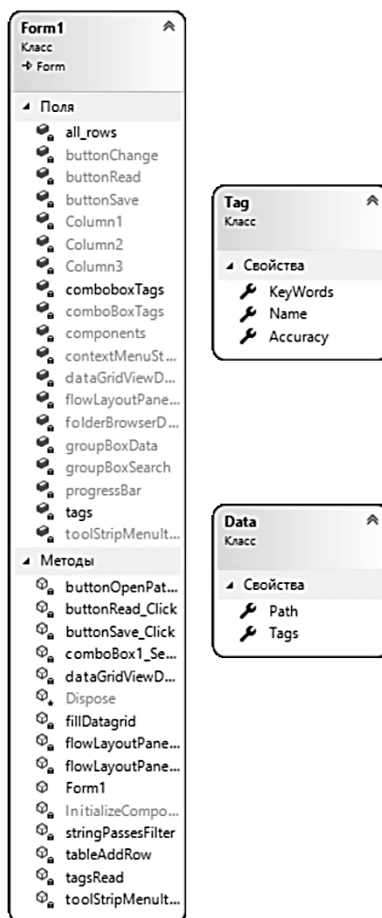 Form1
Класс
Form
Поля
all_rows
buttonChange
buttonRead
buttonSave
Column1
Column2
Column3
comboboxTags
comboBoxTags
components
contextMenuSt...
dataGridViewD...
flowLayoutPane...
folderBrowserD...
groupBoxData
groupBoxSearch
progressBar
tags
toolStripMenuIt...
Методы
buttonOpenPat...
buttonRead_Click
buttonSave_Click
comboBox1_Se...
dataGridViewD...
Dispose
fillDatagrid
flowLayoutPane...
flowLayoutPane...
Form1
InitializeCompo...
stringPassesFilter
tableAddRow
tagsRead
toolStripMenuIt...
Tag
Класс
Свойства
KeyWords
Name
Accuracy
Data
Класс
Свойства
Path
Tags